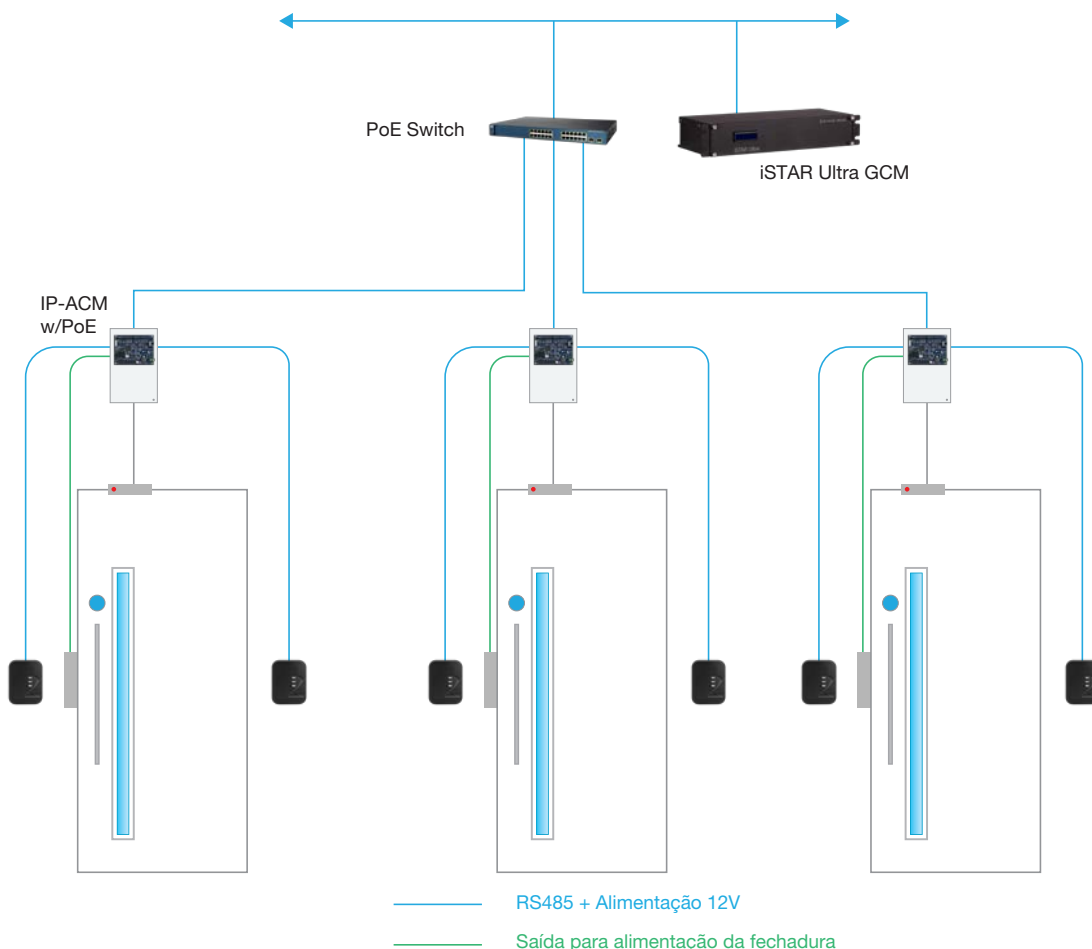 PoE Switch
iSTAR Ultra GCM
IP-ACM
w/PoE
RS485 + Alimentação 12V
Saída para alimentação da fechadura